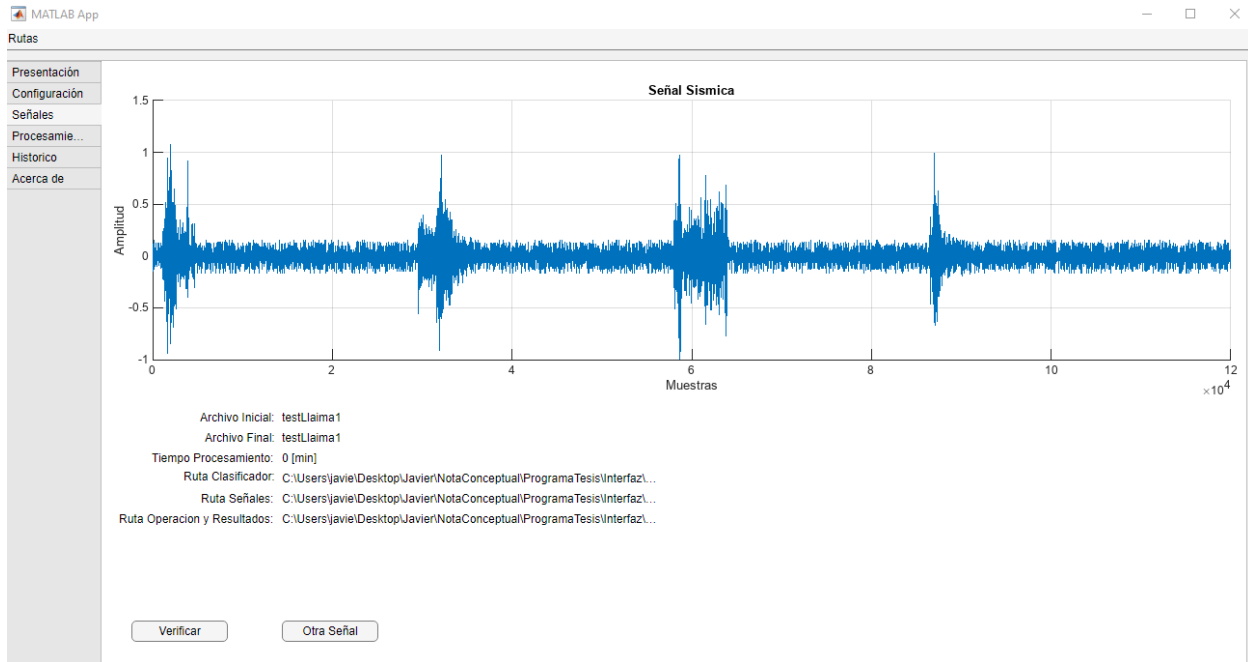 MATLAB App
Rutas
Presentación
Configuración
Señales
Procesamie...
Historico
Acerca de
Señal Sismica
1.5
1
0.5
0
-0.5
-1
Amplitud
0 2 4 6 8 10 12
Muestras
×10^4
Archivo Inicial: testLlaima1
Archivo Final: testLlaima1
Tiempo Procesamiento: 0 [min]
Ruta Clasificador: C:\Users\javie\Desktop\Javier\NotaConceptual\ProgramaTesis\Interfaz\...
Ruta Señales: C:\Users\javie\Desktop\Javier\NotaConceptual\ProgramaTesis\Interfaz\...
Ruta Operacion y Resultados: C:\Users\javie\Desktop\Javier\NotaConceptual\ProgramaTesis\Interfaz\...
Verificar Otra Señal